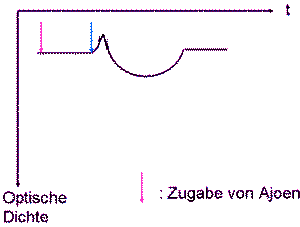 t
Optische
Dichte
: Zugabe von Ajoen